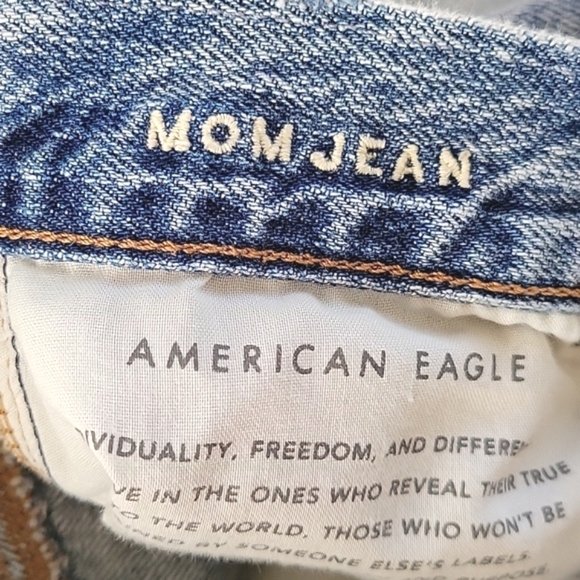 MOM JEAN
AMERICAN EAGLE
IVIDUALITY, FREEDOM, AND DIFFERE
VE IN THE ONES WHO REVEAL THEIR TRUE
TO THE WORLD. THOSE WHO WON'T BE
NED BY SOMEONE ELSE'S LABELS.